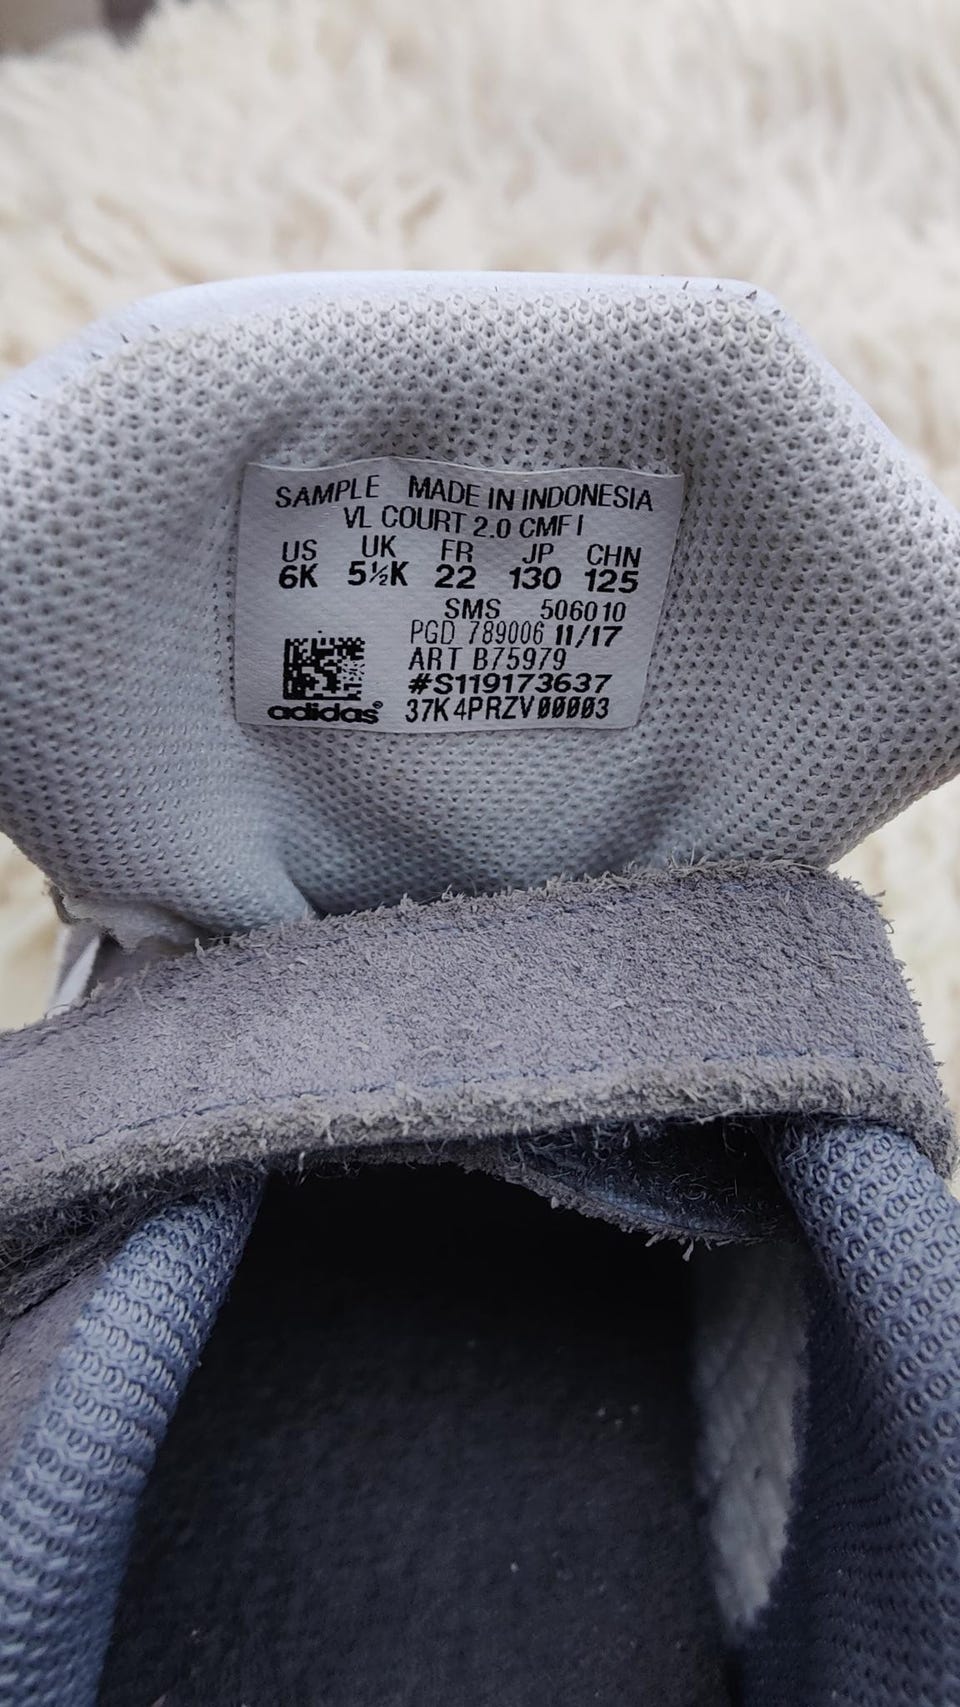 SAMPLE MADE IN INDONESIA
VL COURT 2.0 CMF I
US UK FR JP CHN
6K 5½K 22 130 125
SMS 506010
PGD 789006 11/17
ART B75979
#S119173637
adidas® 37K4PRZV00003